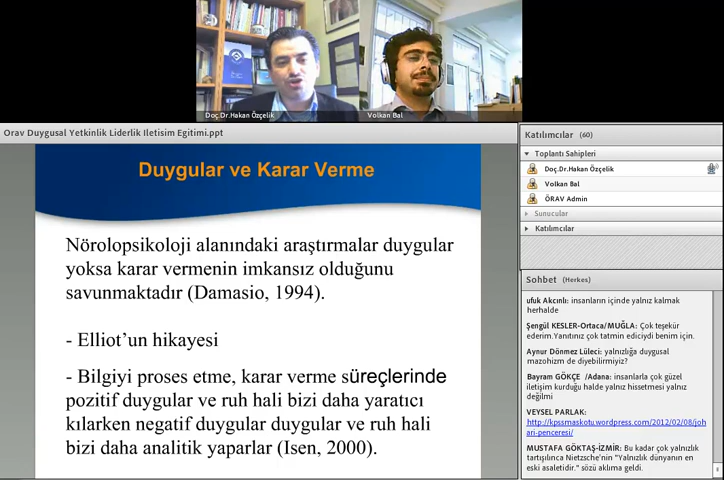 Doç.Dr.Hakan Özçelik
Volkan Bal
Orav Duygusal Yetkinlik Liderlik Iletisim Egitimi.ppt
Duygular ve Karar Verme
Nörolopsikoloji alanındaki araştırmalar duygular
yoksa karar vermenin imkansız olduğunu
savunmaktadır (Damasio, 1994).
- Elliot’un hikayesi
- Bilgiyi proses etme, karar verme süreçlerinde
pozitif duygular ve ruh hali bizi daha yaratıcı
kılarken negatif duygular duygular ve ruh hali
bizi daha analitik yaparlar (Isen, 2000).
Katılımcılar (60)
Toplantı Sahipleri
Doç.Dr.Hakan Özçelik
Volkan Bal
ÖRAV Admin
Sunucular
Katılımcılar
Sohbet (Herkes)
ufuk Akcınlı: insanların içinde yalnız kalmak
herhalde
Şengül KESLER-Ortaca/MUĞLA: Çok teşekür
ederim.Yanıtınız çok tatmin ediciydi benim için.
Aynur Dönmez Lüleci: yalnızlığa duygusal
mazohizm de diyebilirmiyiz?
Bayram GÖKÇE /Adana: insanlarla çok güzel
iletişim kurduğu halde yalnız hissetmesi yalnız
değilmi
VEYSEL PARLAK:
http://kpssmaskotu.wordpress.com/2012/02/08/joh
ari-penceresi/
MUSTAFA GÖKTAŞ-İZMİR: Bu kadar çok yalnızlık
tartışılınca Nietzsche'nin "Yalnızlık dünyanın en
eski asaletidir." sözü aklıma geldi.